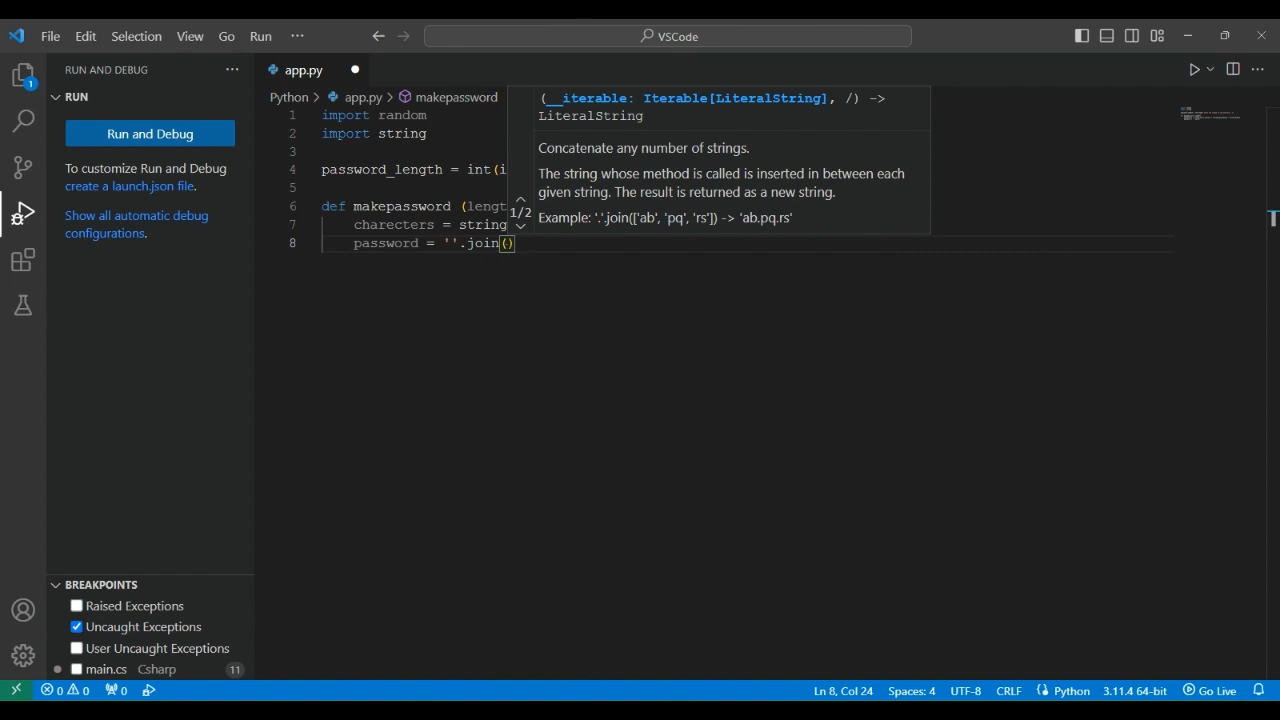 File Edit Selection View Go Run ··· VSCode
RUN AND DEBUG ··· app.py
1
RUN
Run and Debug
To customize Run and Debug
create a launch.json file.
Show all automatic debug
configurations.
Python > app.py > makepassword
1 import random
2 import string
3
4 password_length = int(i
5
6 def makepassword (lengt
7 charecters = string
8 password = ''.join()
(__iterable: Iterable[LiteralString], /) ->
LiteralString
Concatenate any number of strings.
The string whose method is called is inserted in between each
given string. The result is returned as a new string.
1/2
Example: '.'.join(['ab', 'pq', 'rs']) -> 'ab.pq.rs'
BREAKPOINTS
Raised Exceptions
Uncaught Exceptions
User Uncaught Exceptions
main.cs Csharp 11
0 0 0 Ln 8, Col 24 Spaces: 4 UTF-8 CRLF Python 3.11.4 64-bit Go Live